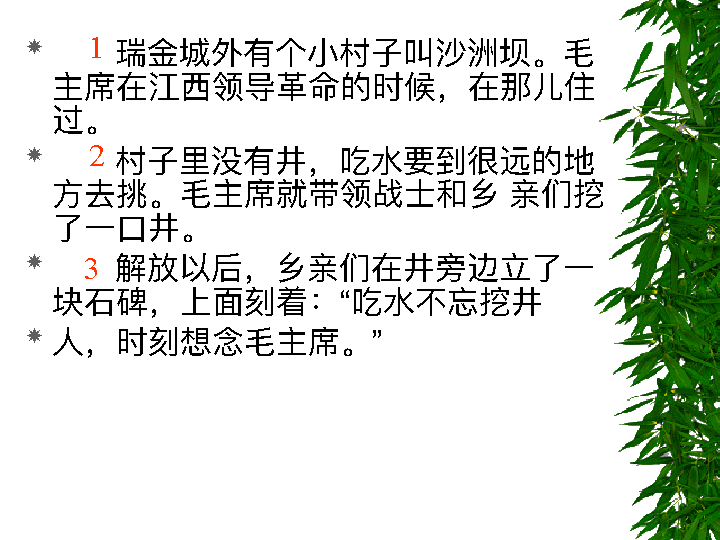 1 瑞金城外有个小村子叫沙洲坝。毛
主席在江西领导革命的时候，在那儿住
过。
2 村子里没有井，吃水要到很远的地
方去挑。毛主席就带领战士和乡 亲们挖
了一口井。
3 解放以后，乡亲们在井旁边立了一
块石碑，上面刻着：“吃水不忘挖井
人，时刻想念毛主席。”